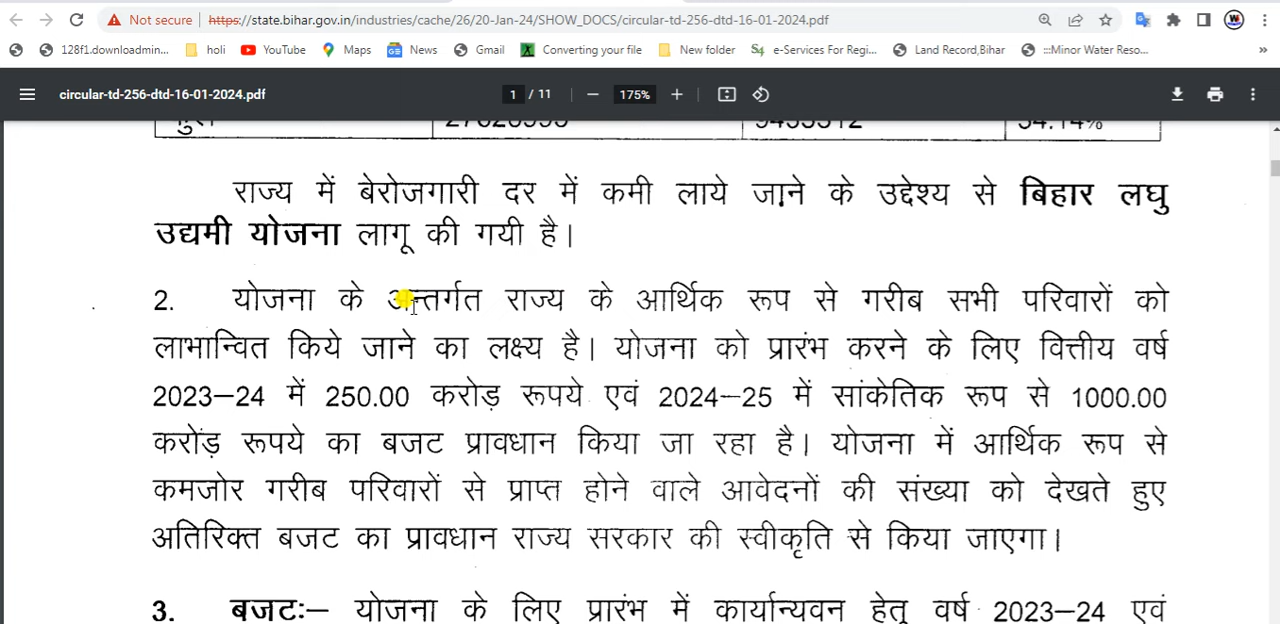 Not secure https://state.bihar.gov.in/industries/cache/26/20-Jan-24/SHOW_DOCS/circular-td-256-dtd-16-01-2024.pdf
128f1.downloadmin... holi YouTube Maps News Gmail Converting your file New folder e-Services For Regi... Land Record,Bihar :::Minor Water Reso... »
circular-td-256-dtd-16-01-2024.pdf 1 / 11 175%
राज्य में बेरोजगारी दर में कमी लाये जाने के उद्देश्य से बिहार लघु
उद्यमी योजना लागू की गयी है।
2. योजना के अन्तर्गत राज्य के आर्थिक रूप से गरीब सभी परिवारों को
लाभान्वित किये जाने का लक्ष्य है। योजना को प्रारंभ करने के लिए वित्तीय वर्ष
2023–24 में 250.00 करोड़ रूपये एवं 2024–25 में सांकेतिक रूप से 1000.00
करोंड़ रूपये का बजट प्रावधान किया जा रहा है। योजना में आर्थिक रूप से
कमजोर गरीब परिवारों से प्राप्त होने वाले आवेदनों की संख्या को देखते हुए
अतिरिक्त बजट का प्रावधान राज्य सरकार की स्वीकृति से किया जाएगा।
3. बजटः– योजना के लिए प्रारंभ में कार्यान्यवन हेतु वर्ष 2023–24 एवं